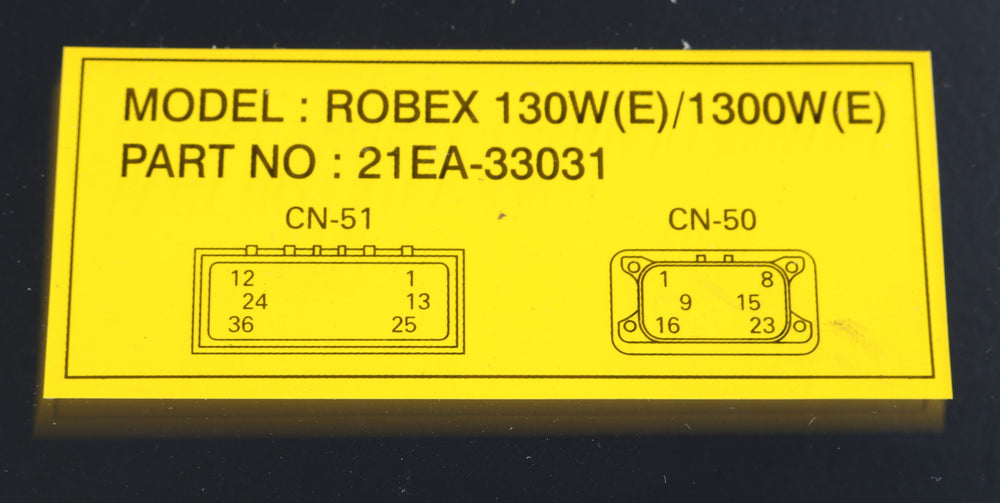 MODEL : ROBEX 130W(E)/1300W(E)
PART NO : 21EA-33031
CN-51
12 1
24 13
36 25
CN-50
1 8
9 15
16 23